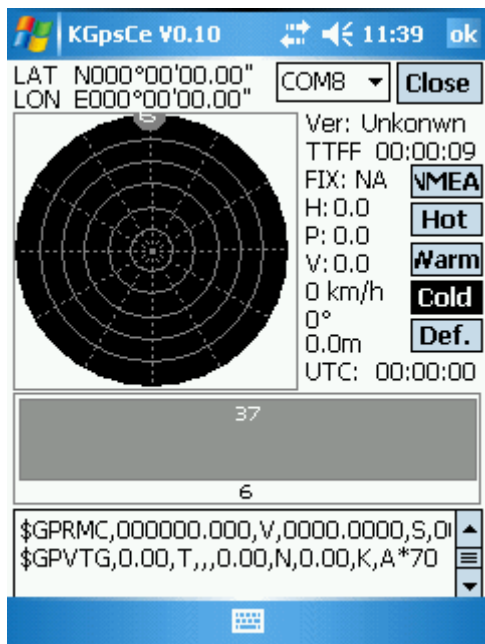 KGpsCe V0.10 11:39 ok
LAT N000°00'00.00"
LON E000°00'00.00"
COM8 Close
6
Ver: Unkonwn
TTFF 00:00:09
FIX: NA NMEA
H: 0.0 Hot
P: 0.0
V: 0.0 Warm
0 km/h Cold
0°
0.0m Def.
UTC: 00:00:00
37
6
$GPRMC,000000.000,V,0000.0000,S,0
$GPVTG,0.00,T,,,0.00,N,0.00,K,A*70